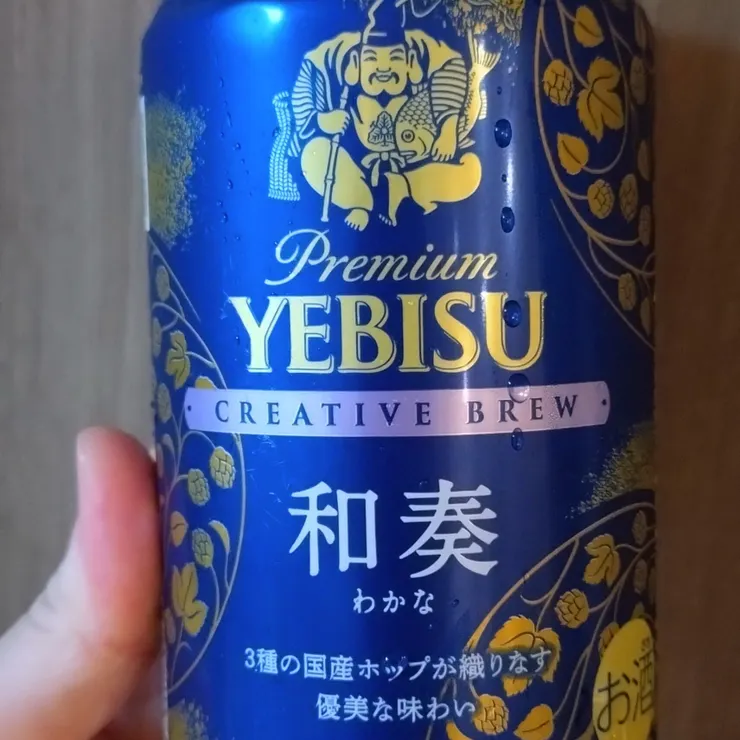 Premium
YEBISU
CREATIVE BREW
和奏
わかな
3種の国産ホップが織りなす
優美な味わい
お酒